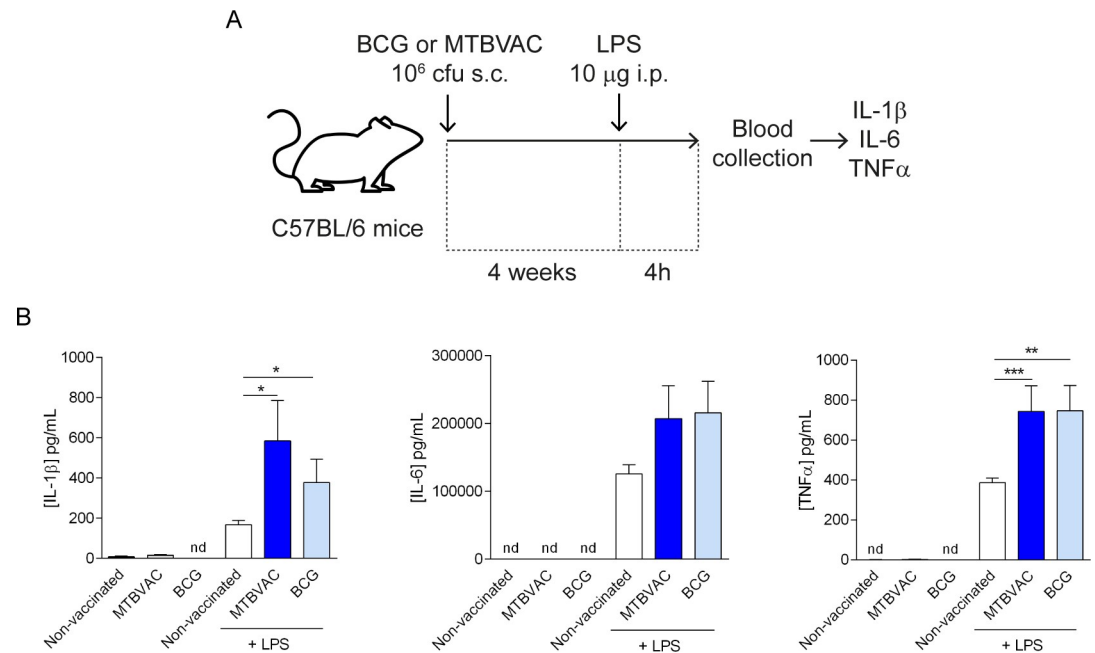 A
BCG or MTBVAC
10⁶ cfu s.c.
LPS
10 μg i.p.
Blood
collection
IL-1β
IL-6
TNFα
C57BL/6 mice
4 weeks
4h
B
[IL-1β] pg/mL
1000
800
600
400
200
0
*
*
nd
Non-vaccinated
MTBVAC
BCG
Non-vaccinated
MTBVAC
BCG
+ LPS
[IL-6] pg/mL
300000
200000
100000
0
nd
nd
nd
Non-vaccinated
MTBVAC
BCG
Non-vaccinated
MTBVAC
BCG
+ LPS
[TNFα] pg/mL
1000
800
600
400
200
0
**
***
nd
nd
Non-vaccinated
MTBVAC
BCG
Non-vaccinated
MTBVAC
BCG
+ LPS